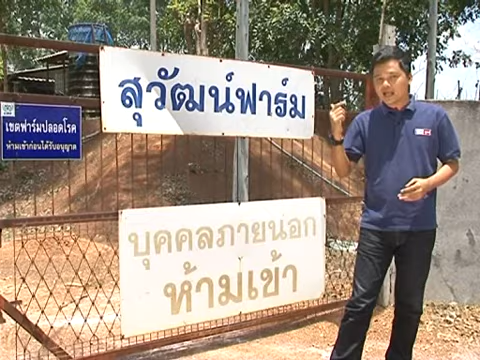 สุวัฒน์ฟาร์ม
เขตฟาร์มปลอดโรค
ห้ามเข้าก่อนได้รับอนุญาต
บุคคลภายนอก
ห้ามเข้า